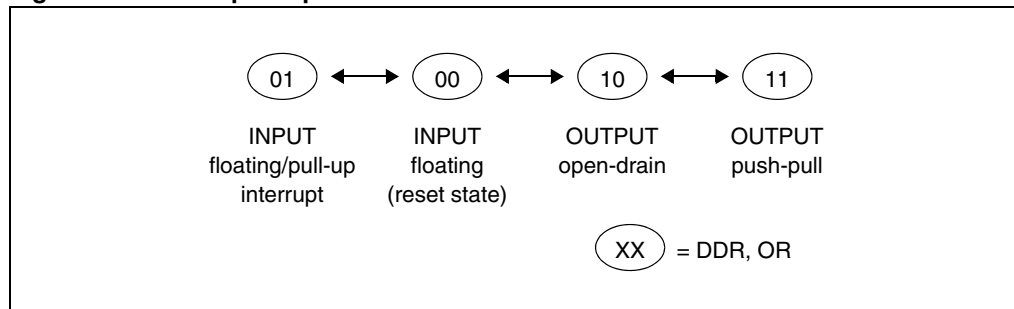 01 00 10 11
INPUT INPUT OUTPUT OUTPUT
floating/pull-up floating open-drain push-pull
interrupt (reset state)
XX = DDR, OR